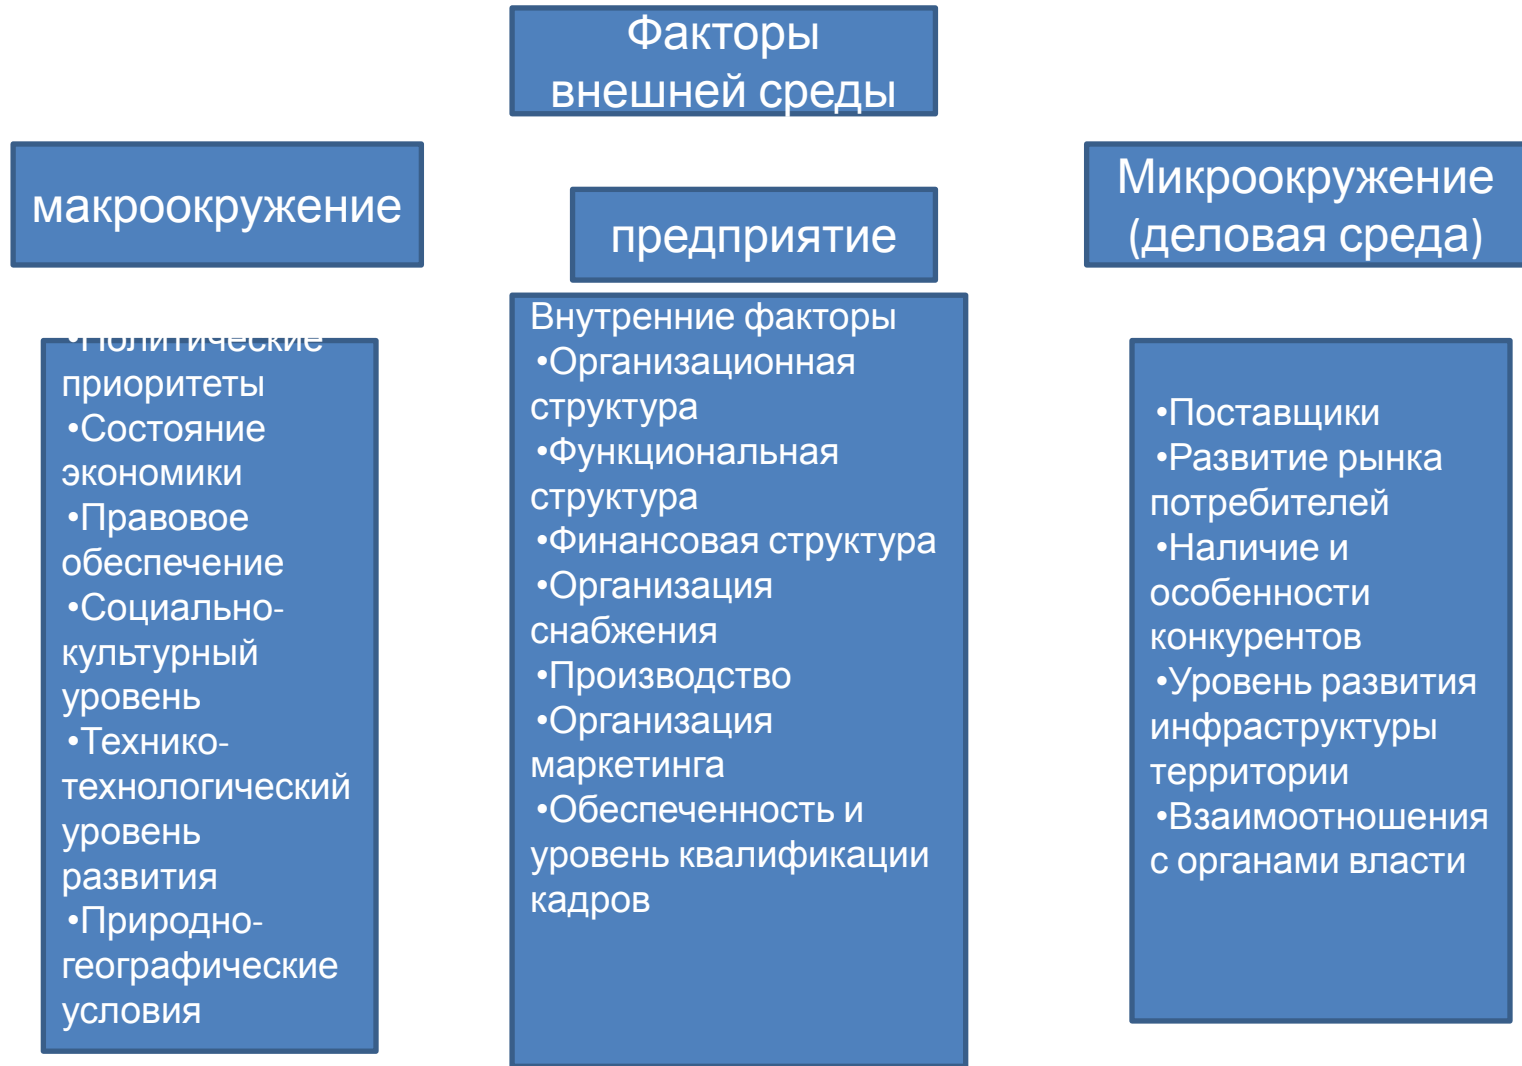 Факторы
внешней среды
макроокружение
предприятие
Микроокружение
(деловая среда)
•Политические
приоритеты
•Состояние
экономики
•Правовое
обеспечение
•Социально-
культурный
уровень
•Технико-
технологический
уровень
развития
•Природно-
географические
условия
Внутренние факторы
•Организационная
структура
•Функциональная
структура
•Финансовая структура
•Организация
снабжения
•Производство
•Организация
маркетинга
•Обеспеченность и
уровень квалификации
кадров
•Поставщики
•Развитие рынка
потребителей
•Наличие и
особенности
конкурентов
•Уровень развития
инфраструктуры
территории
•Взаимоотношения
с органами власти